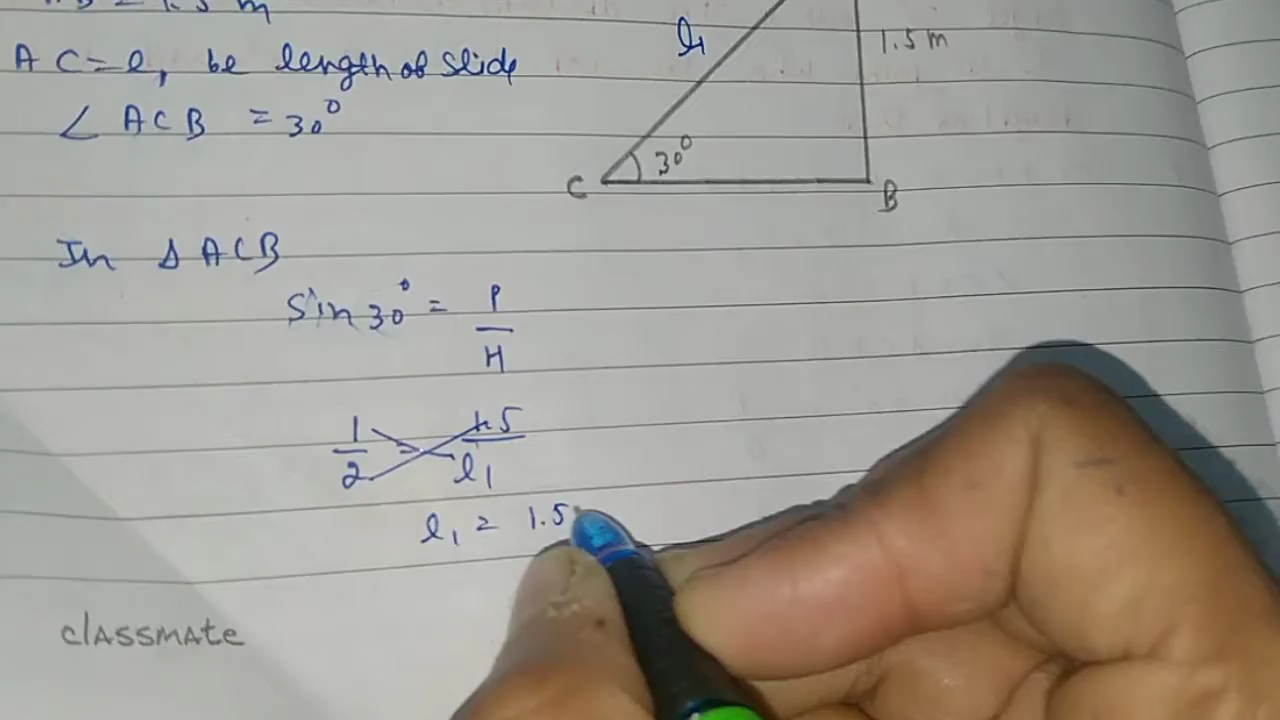 AC = l₁ be length of slide
∠ ACB = 30°
l₁
1.5 m
30°
C
B
In Δ ACB
Sin 30° = P/H
1/2 = 1.5/l₁
l₁ = 1.5
classmate